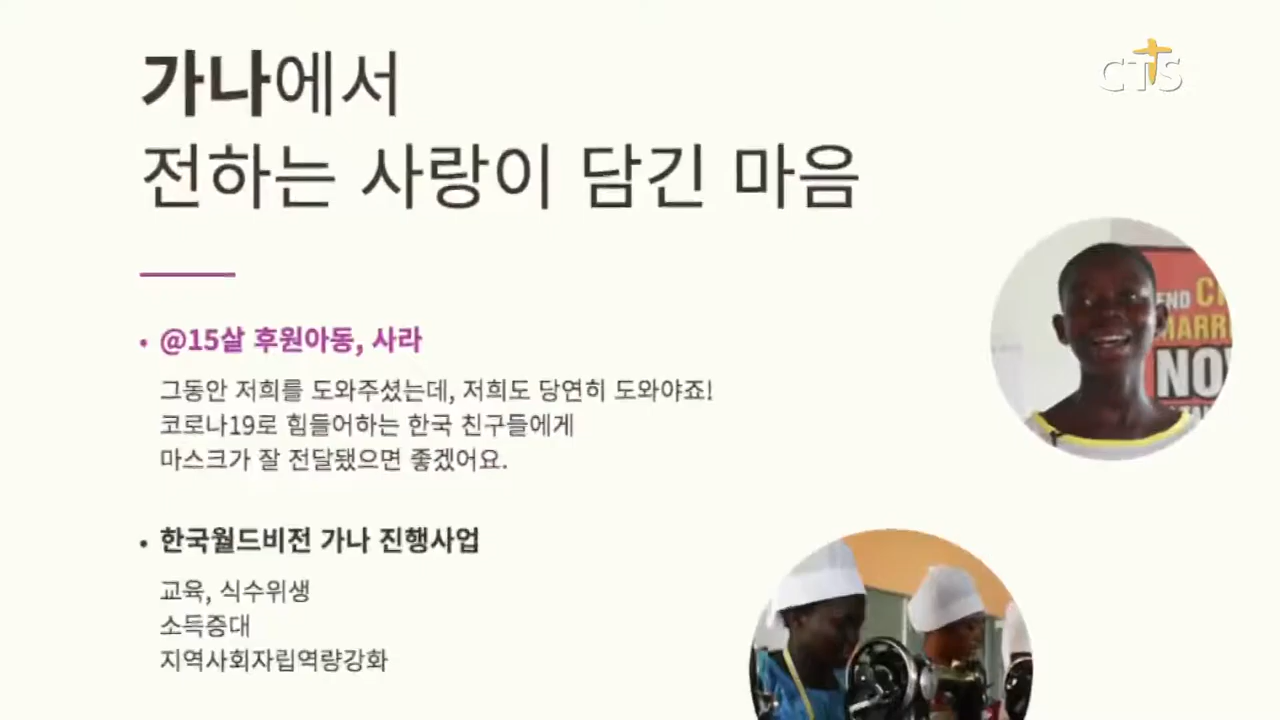 가나에서
전하는 사랑이 담긴 마음
CTS
• @15살 후원아동, 사라
그동안 저희를 도와주셨는데, 저희도 당연히 도와야죠!
코로나19로 힘들어하는 한국 친구들에게
마스크가 잘 전달됐으면 좋겠어요.
END
NO
• 한국월드비전 가나 진행사업
교육, 식수위생
소득증대
지역사회자립역량강화